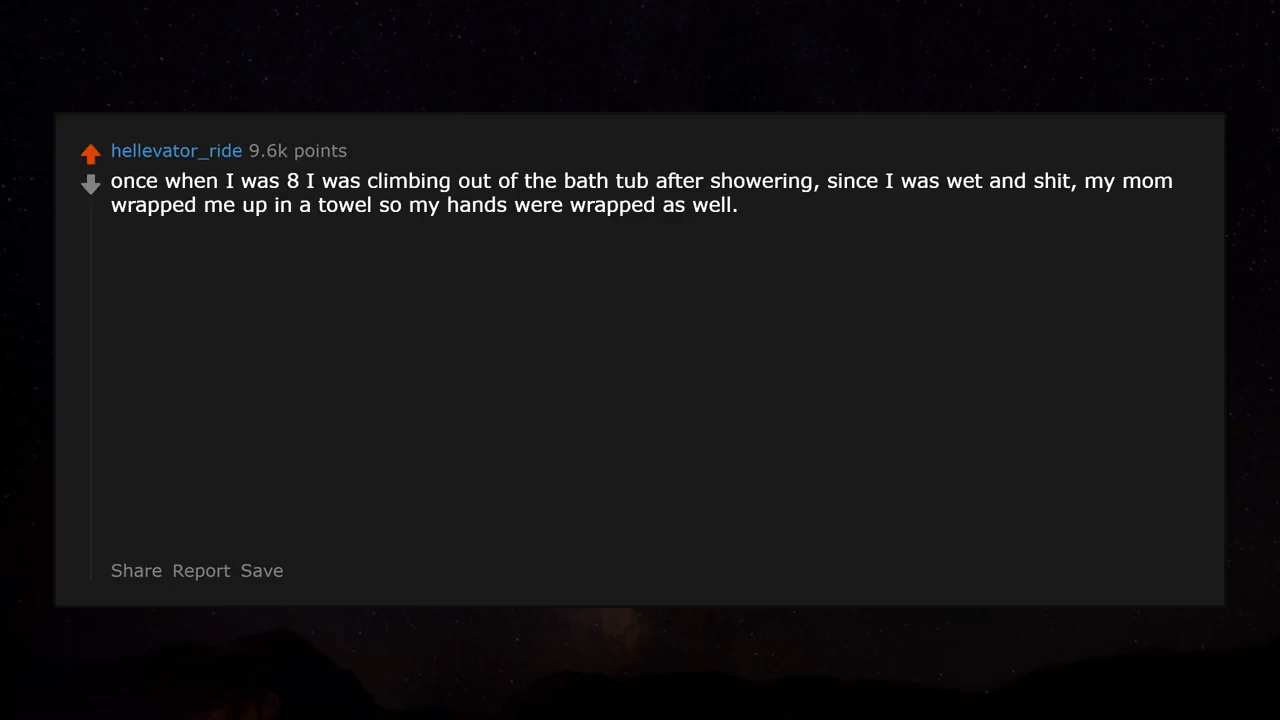 hellevator_ride 9.6k points
once when I was 8 I was climbing out of the bath tub after showering, since I was wet and shit, my mom
wrapped me up in a towel so my hands were wrapped as well.
Share Report Save